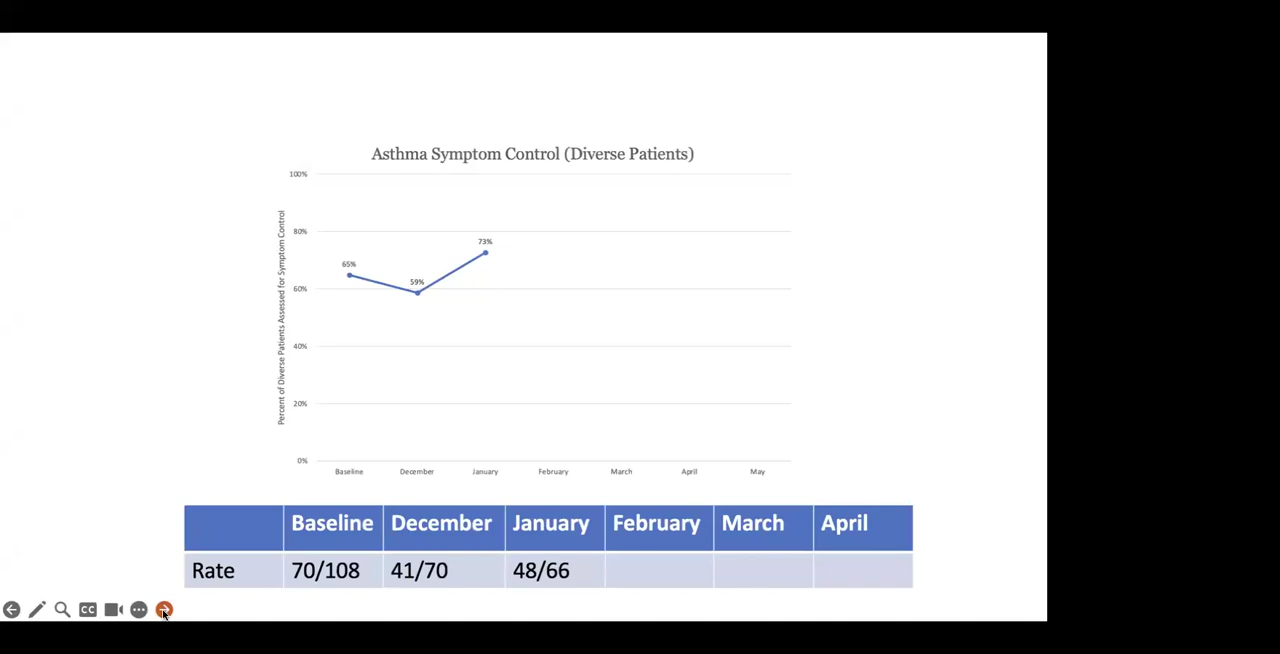 Asthma Symptom Control (Diverse Patients)
Percent of Diverse Patients Assessed for Symptom Control
100%
80%
60%
40%
20%
0%
65%
59%
73%
Baseline December January February March April May
Baseline December January February March April
Rate 70/108 41/70 48/66
CC